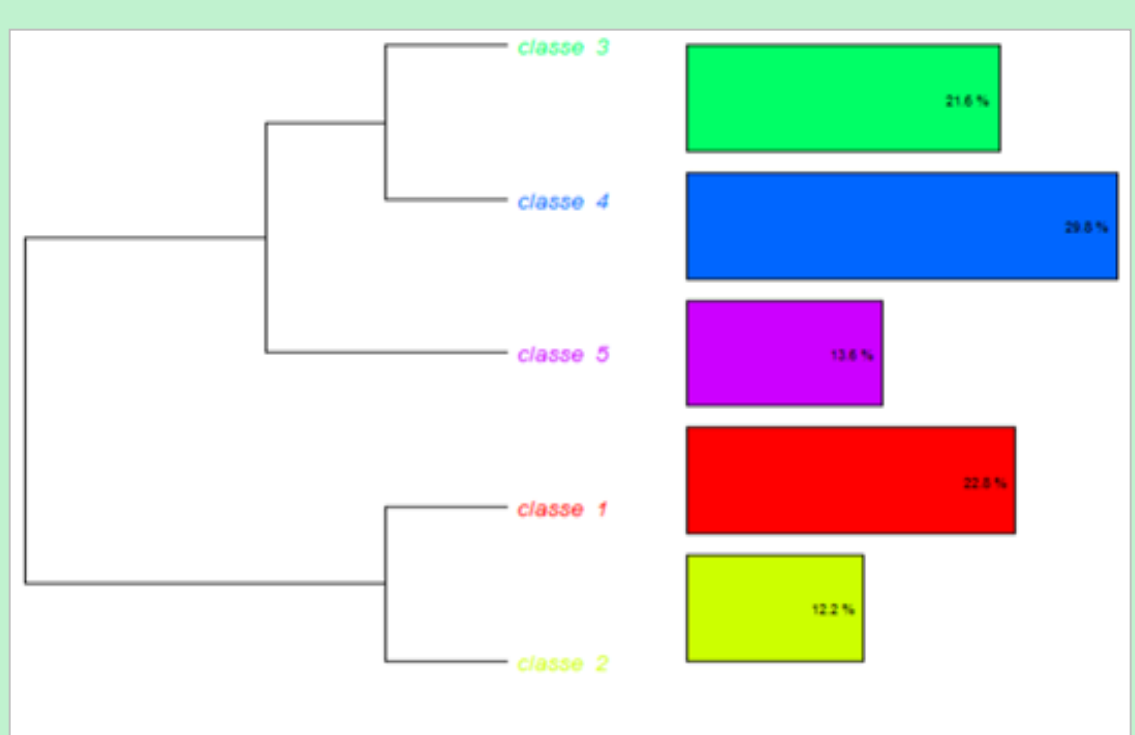 classe 3
21.6 %
classe 4
29.8 %
classe 5
13.6 %
classe 1
22.8 %
classe 2
12.2 %